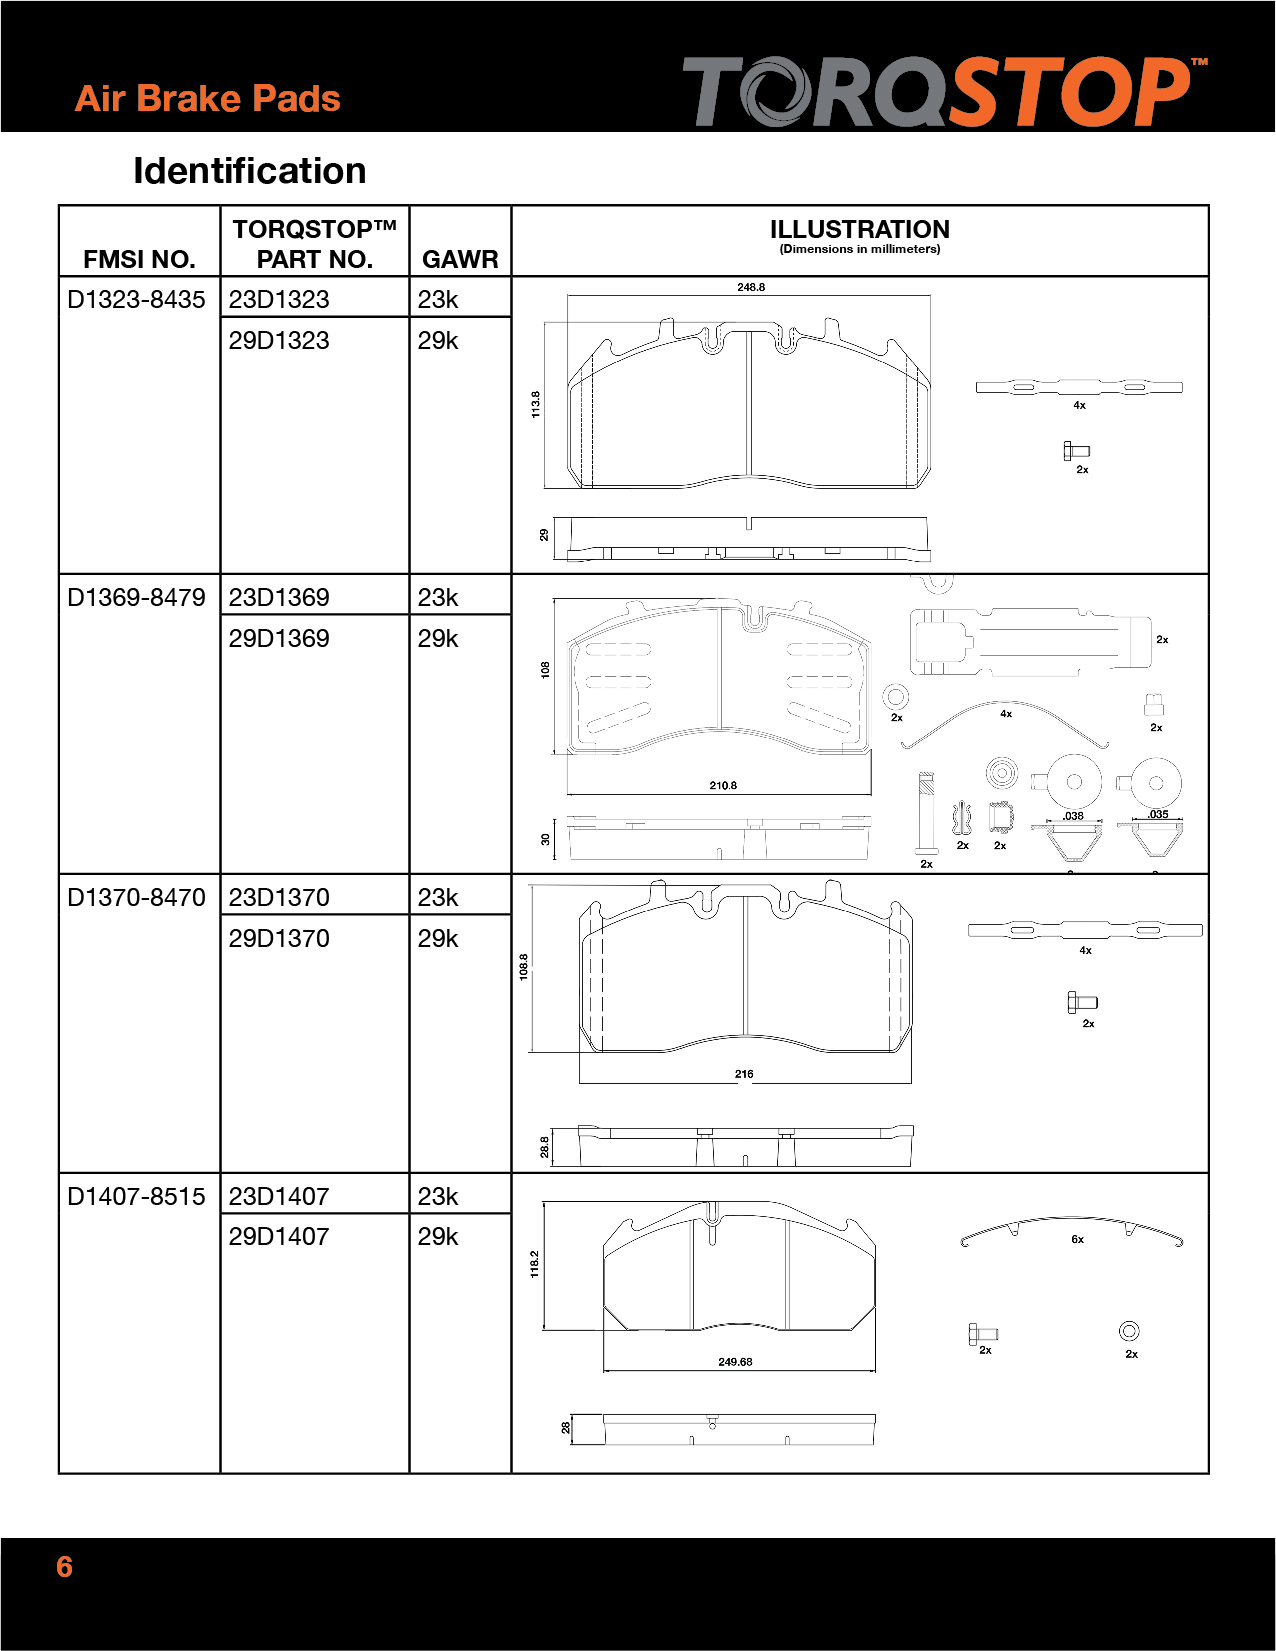 Air Brake Pads
TORQSTOP™
Identification
FMSI NO.
TORQSTOP™
PART NO.
GAWR
ILLUSTRATION
(Dimensions in millimeters)
D1323-8435
23D1323
23k
29D1323
29k
248.8
113.8
29
4x
2x
D1369-8479
23D1369
23k
29D1369
29k
108
210.8
30
2x
2x
4x
2x
.038
.035
2x
2x
2x
D1370-8470
23D1370
23k
29D1370
29k
108.8
216
28.8
4x
2x
D1407-8515
23D1407
23k
29D1407
29k
118.2
249.68
28
6x
2x
2x
6